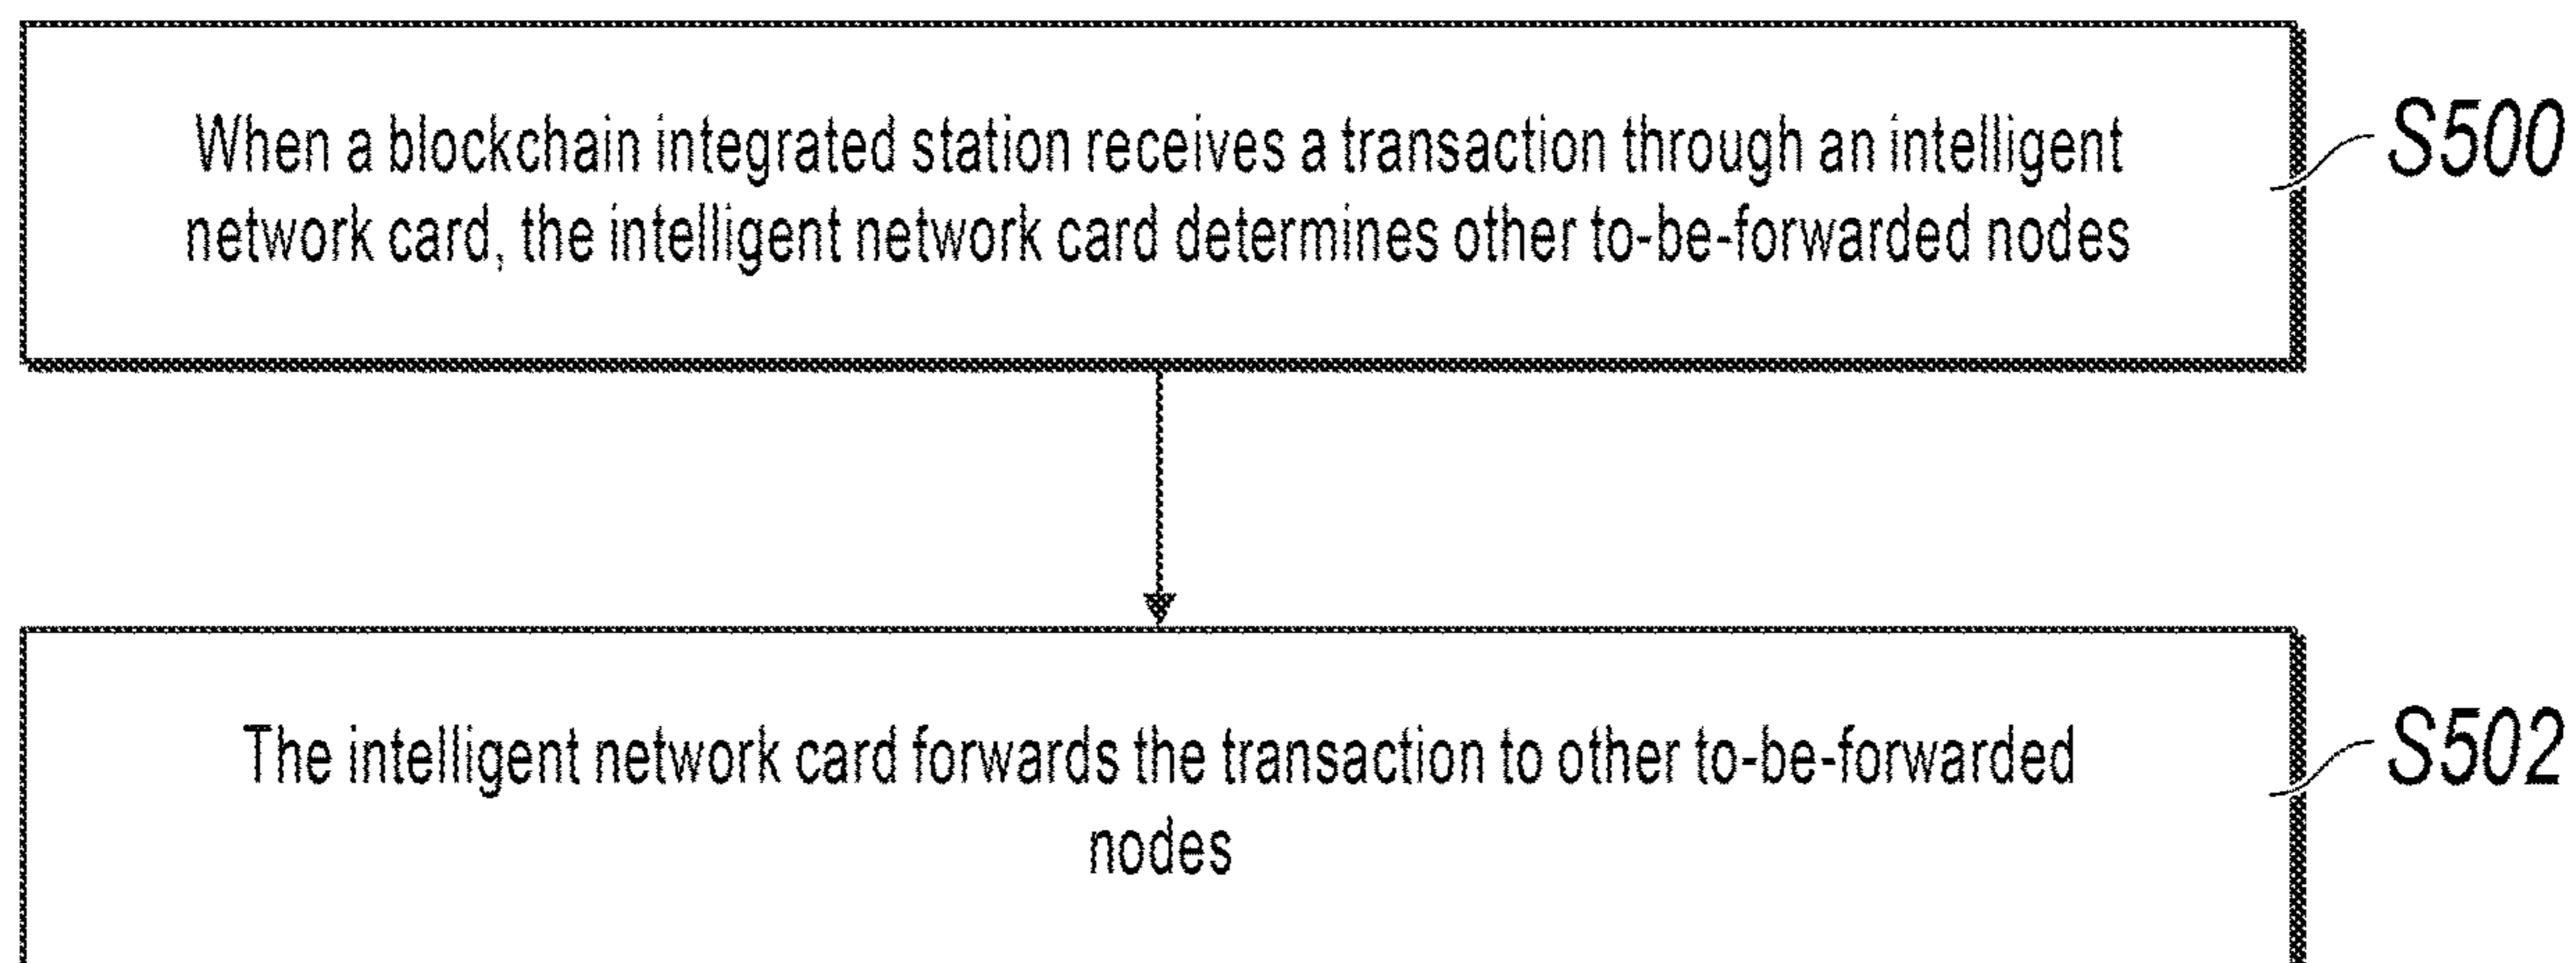 When a blockchain integrated station receives a transaction through an intelligent
network card, the intelligent network card determines other to-be-forwarded nodes
S500
The intelligent network card forwards the transaction to other to-be-forwarded
nodes
S502